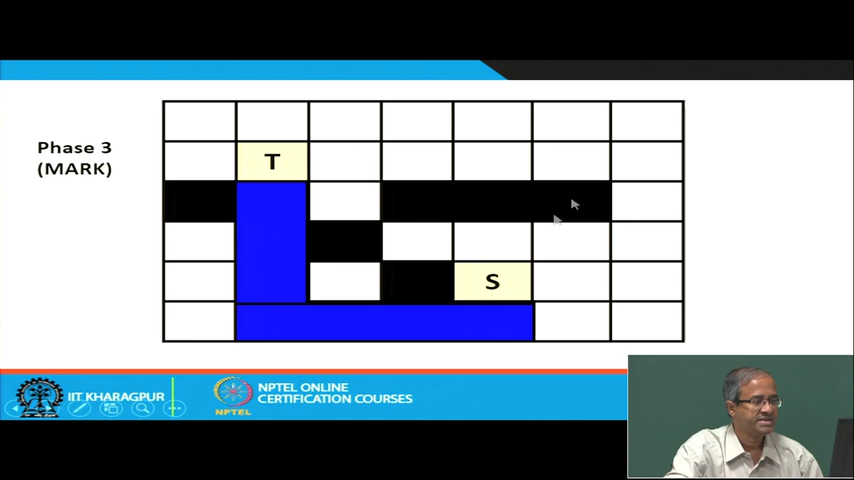 Phase 3
(MARK)
T
S
IIT KHARAGPUR
NPTEL
NPTEL ONLINE
CERTIFICATION COURSES